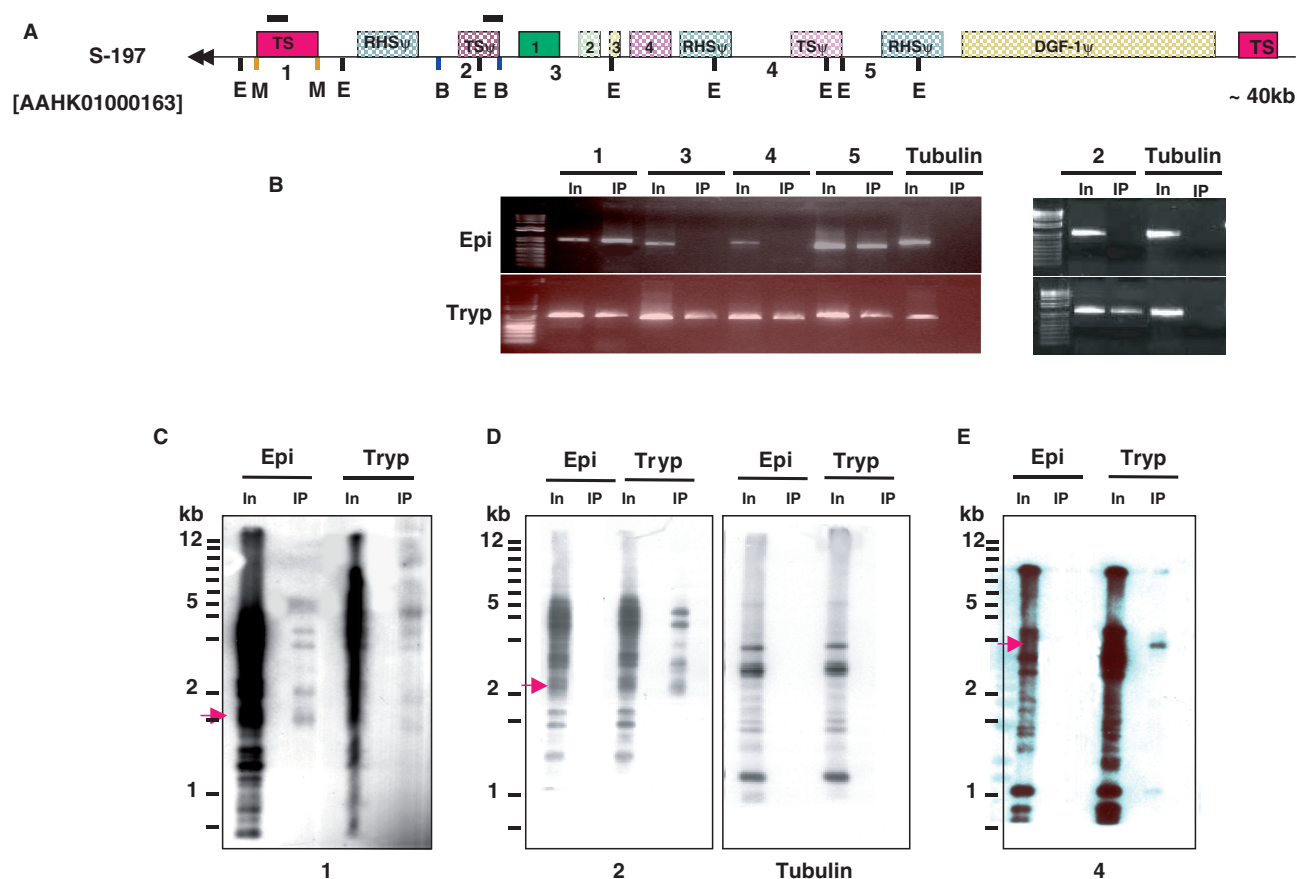 A
S-197
[AAHK01000163]
TS RHSψ TSψ 1 2 3 4 RHSψ TSψ RHSψ DGF-1ψ TS
1 2 3 4 5
E M M E B E B E E E E E
~ 40kb
B
1 3 4 5 Tubulin 2 Tubulin
In IP In IP In IP In IP In IP In IP In IP
Epi
Tryp
C D E
Epi Tryp Epi Tryp Epi Tryp Epi Tryp
In IP In IP In IP In IP In IP In IP In IP In IP
kb kb kb
12 12 12
5 5 5
2 2 2
1 1 1
1 2 Tubulin 4